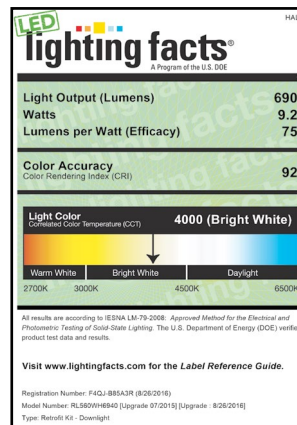 LED
HAL
lighting facts®
A Program of the U.S. DOE
Light Output (Lumens) 690
Watts 9.2
Lumens per Watt (Efficacy) 75
Color Accuracy
Color Rendering Index (CRI) 92
Light Color
Correlated Color Temperature (CCT) 4000 (Bright White)
Warm White Bright White Daylight
2700K 3000K 4500K 6500K
All results are according to IESNA LM-79-2008: Approved Method for the Electrical and
Photometric Testing of Solid-State Lighting. The U.S. Department of Energy (DOE) verifie
product test data and results.
Visit www.lightingfacts.com for the Label Reference Guide.
Registration Number: F4QJ-B85A3R (8/26/2016)
Model Number: RL560WH6940 [Upgrade 07/2015] [Upgrade : 8/26/2016]
Type: Retrofit Kit - Downlight